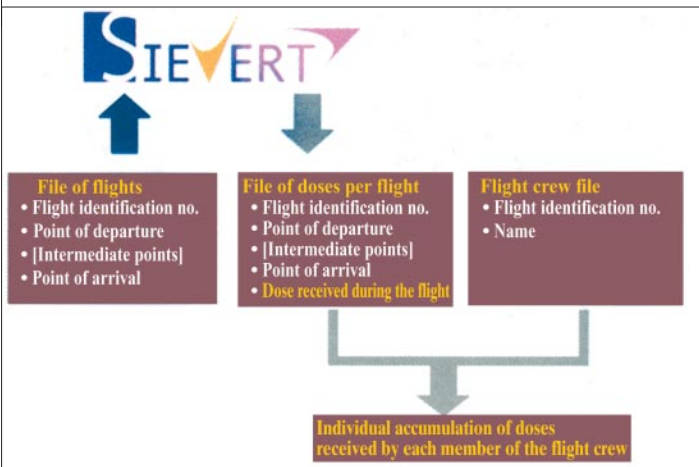 SIEVERT
File of flights
• Flight identification no.
• Point of departure
• [Intermediate points]
• Point of arrival
File of doses per flight
• Flight identification no.
• Point of departure
• [Intermediate points]
• Point of arrival
• Dose received during the flight
Flight crew file
• Flight identification no.
• Name
Individual accumulation of doses
received by each member of the flight crew